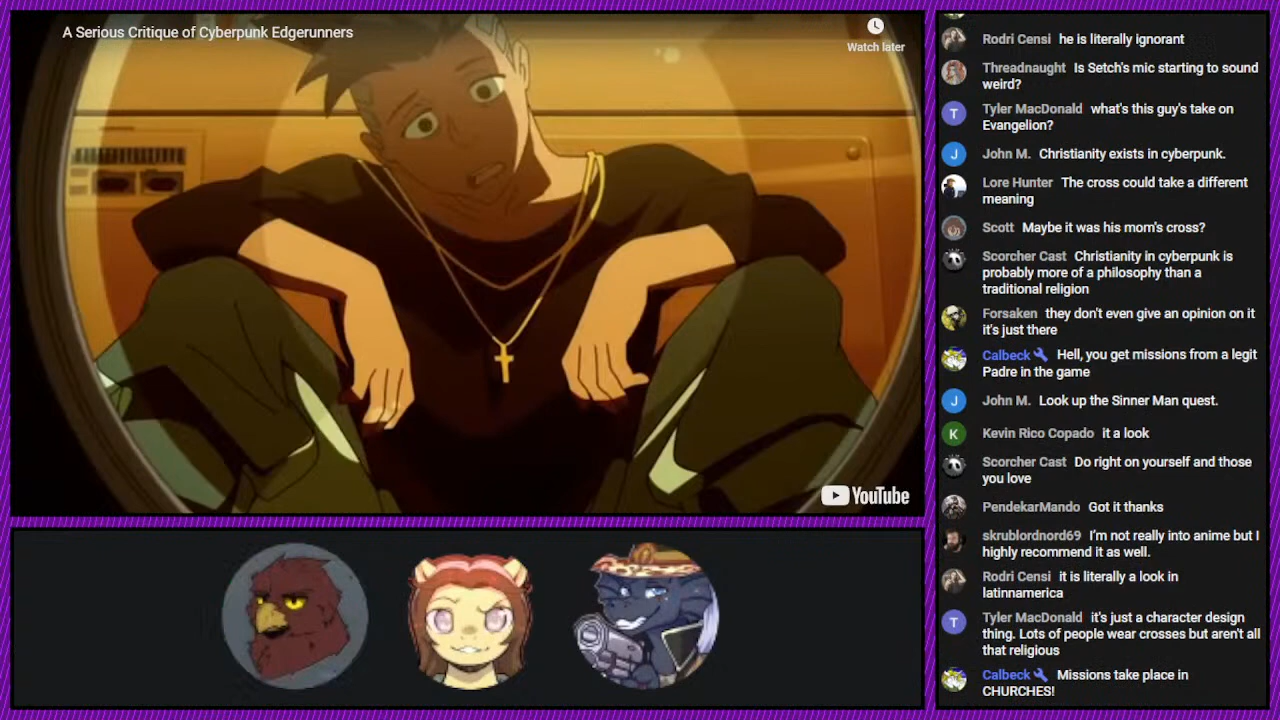 A Serious Critique of Cyberpunk Edgerunners
Watch later
YouTube
Rodri Censi he is literally ignorant
Threadnaught Is Setch's mic starting to sound
weird?
T
Tyler MacDonald what's this guy's take on
Evangelion?
J
John M. Christianity exists in cyberpunk.
Lore Hunter The cross could take a different
meaning
Scott Maybe it was his mom's cross?
Scorcher Cast Christianity in cyberpunk is
probably more of a philosophy than a
traditional religion
Forsaken they don't even give an opinion on it
it's just there
Calbeck Hell, you get missions from a legit
Padre in the game
J
John M. Look up the Sinner Man quest.
K
Kevin Rico Copado it a look
Scorcher Cast Do right on yourself and those
you love
PendekarMando Got it thanks
skrublordnord69 I'm not really into anime but I
highly recommend it as well.
Rodri Censi it is literally a look in
latinnamerica
T
Tyler MacDonald it's just a character design
thing. Lots of people wear crosses but aren't all
that religious
Calbeck Missions take place in
CHURCHES!